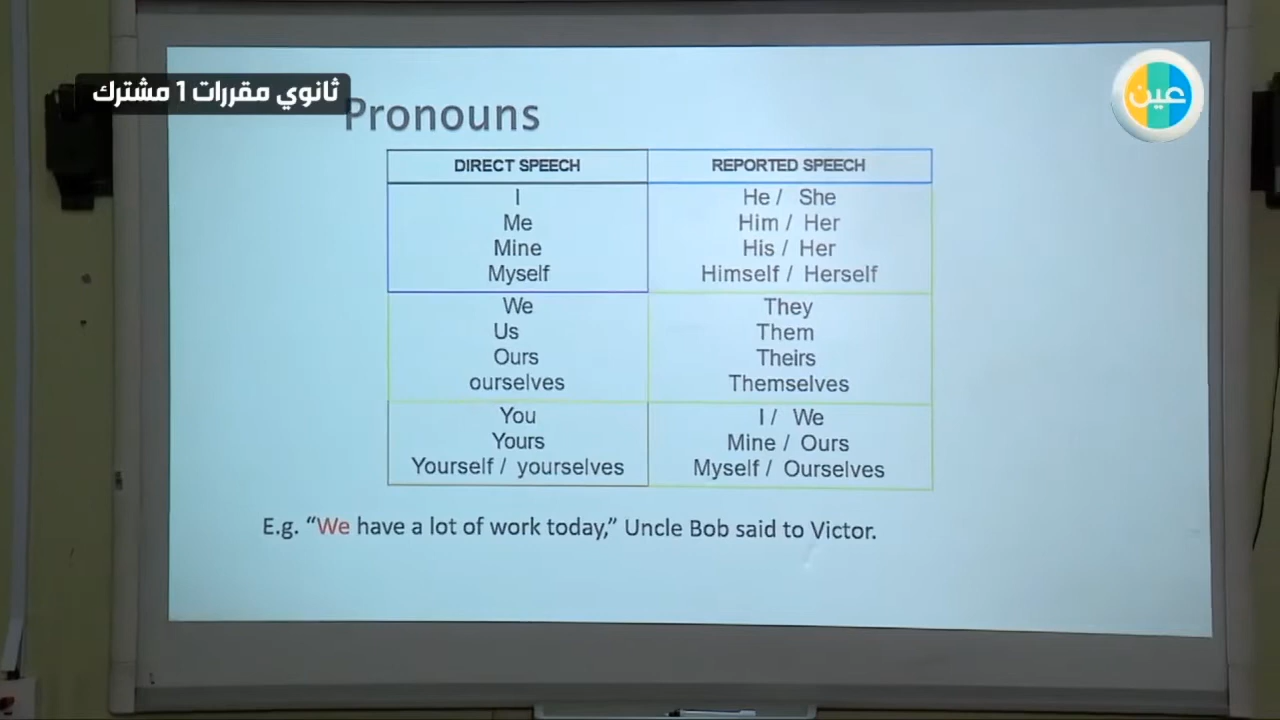 ثانوي مقررات 1 مشترك
عين
Pronouns
DIRECT SPEECH REPORTED SPEECH
I He / She
Me Him / Her
Mine His / Her
Myself Himself / Herself
We They
Us Them
Ours Theirs
ourselves Themselves
You I / We
Yours Mine / Ours
Yourself / yourselves Myself / Ourselves
E.g. “We have a lot of work today,” Uncle Bob said to Victor.